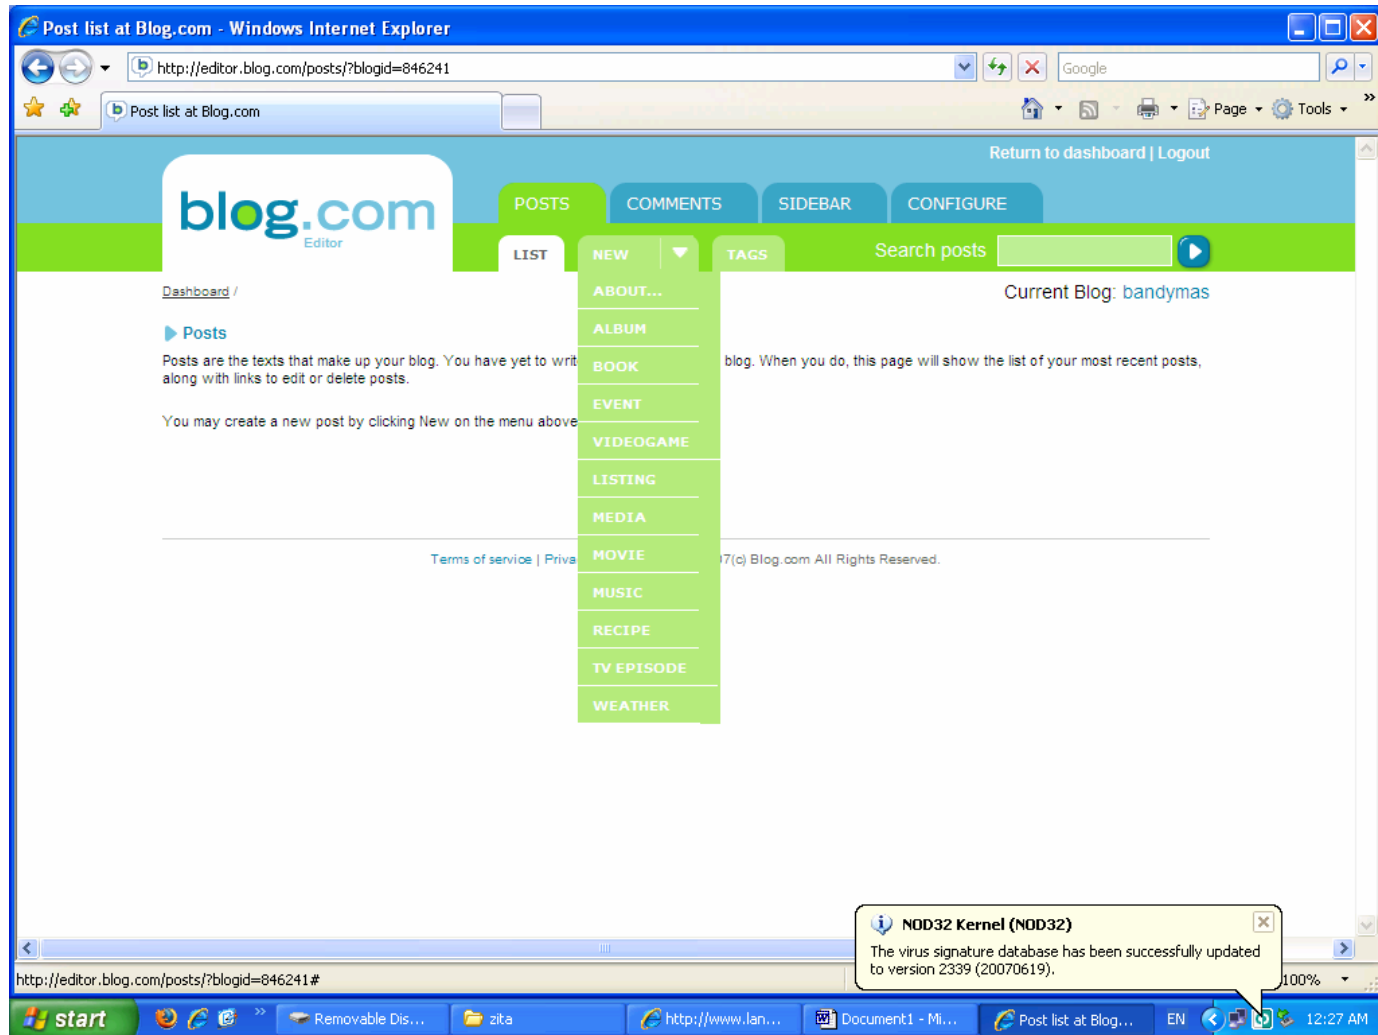 Post list at Blog.com - Windows Internet Explorer
http://editor.blog.com/posts/?blogid=846241
Google
Post list at Blog.com
Page
Tools
Return to dashboard | Logout
blog.com
Editor
POSTS
COMMENTS
SIDEBAR
CONFIGURE
LIST
NEW
TAGS
Search posts
Dashboard /
Current Blog: bandymas
ABOUT...
ALBUM
BOOK
EVENT
VIDEOGAME
LISTING
MEDIA
MOVIE
MUSIC
RECIPE
TV EPISODE
WEATHER
Posts
Posts are the texts that make up your blog. You have yet to writ blog. When you do, this page will show the list of your most recent posts,
along with links to edit or delete posts.
You may create a new post by clicking New on the menu above
Terms of service | Priva 7(c) Blog.com All Rights Reserved.
NOD32 Kernel (NOD32)
The virus signature database has been successfully updated
to version 2339 (20070619).
http://editor.blog.com/posts/?blogid=846241#
100%
start
Removable Dis...
zita
http://www.lan...
Document1 - Mi...
Post list at Blog...
EN
12:27 AM